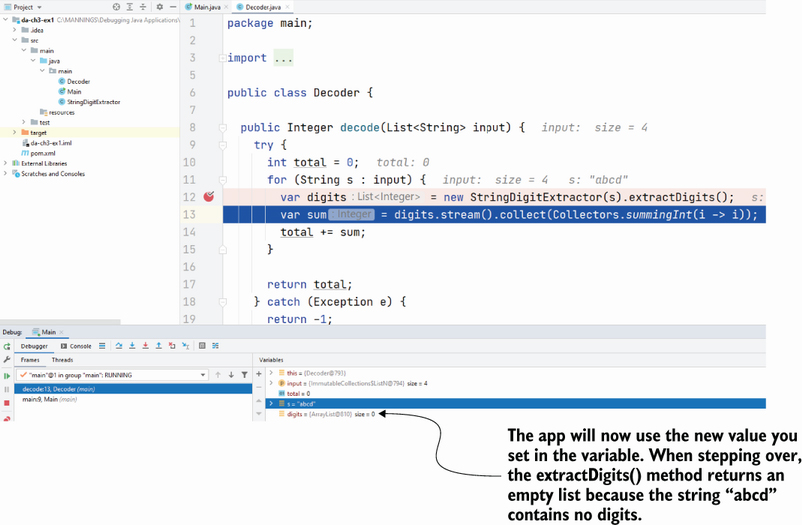 Project
Main.java
Decoder.java
da-ch3-ex1 C:\MANNINGS\Debugging Java Applications\
.idea
src
main
java
main
Decoder
Main
StringDigitExtractor
resources
test
target
da-ch3-ex1.iml
pom.xml
External Libraries
Scratches and Consoles
1 package main;
2
3 import ...
5
6 public class Decoder {
7
8 public Integer decode(List<String> input) { input: size = 4
9 try {
10 int total = 0; total: 0
11 for (String s : input) { input: size = 4 s: "abcd"
12 var digits : List<Integer> = new StringDigitExtractor(s).extractDigits(); s:
13 var sum : Integer = digits.stream().collect(Collectors.summingInt(i -> i));
14 total += sum;
15 }
16
17 return total;
18 } catch (Exception e) {
19 return -1;
Debug: Main
Debugger Console
Frames Threads
"main"@1 in group "main": RUNNING
decode:13, Decoder (main)
main:9, Main (main)
Variables
this = {Decoder@793}
input = {ImmutableCollections$ListN@794} size = 4
total = 0
s = "abcd"
digits = {ArrayList@810} size = 0
The app will now use the new value you
set in the variable. When stepping over,
the extractDigits() method returns an
empty list because the string “abcd”
contains no digits.